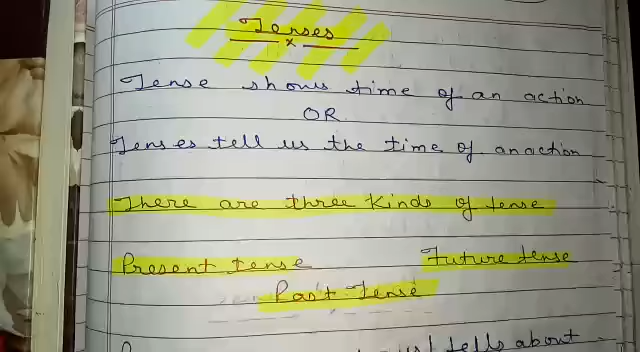 Tenses
x
Tense shows time of an action
OR
Tenses tell us the time of an action
There are three kinds of tense
Present tense Future tense
Past Tense
tells about